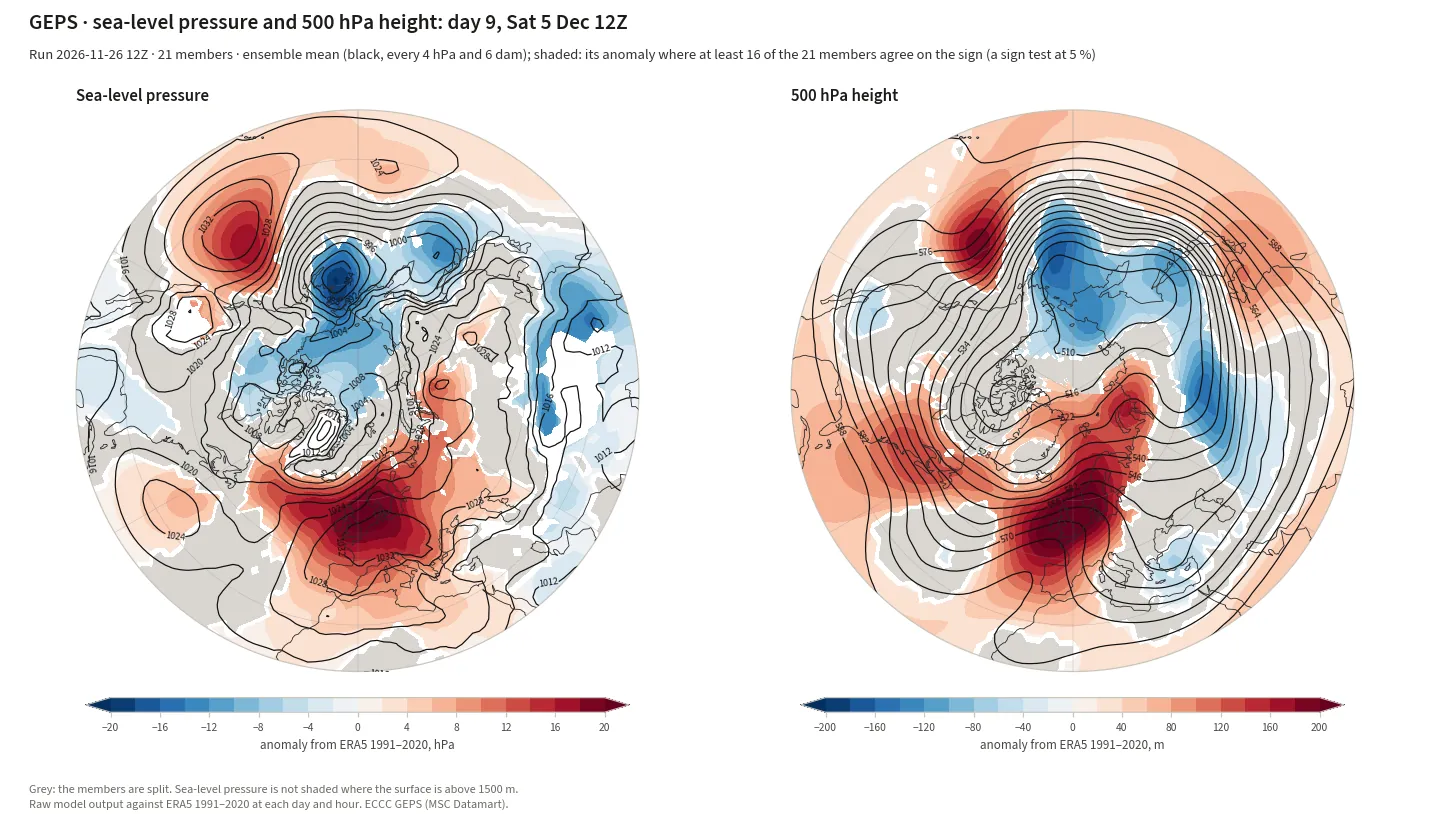 GEPS · sea-level pressure and 500 hPa height: day 9, Sat 5 Dec 12Z
Run 2026-11-26 12Z · 21 members · ensemble mean (black, every 4 hPa and 6 dam); shaded: its anomaly where at least 16 of the 21 members agree on the sign (a sign test at 5 %)
Sea-level pressure
500 hPa height
−20 −16 −12 −8 −4 0 4 8 12 16 20
anomaly from ERA5 1991–2020, hPa
−200 −160 −120 −80 −40 0 40 80 120 160 200
anomaly from ERA5 1991–2020, m
Grey: the members are split. Sea-level pressure is not shaded where the surface is above 1500 m.
Raw model output against ERA5 1991–2020 at each day and hour. ECCC GEPS (MSC Datamart).